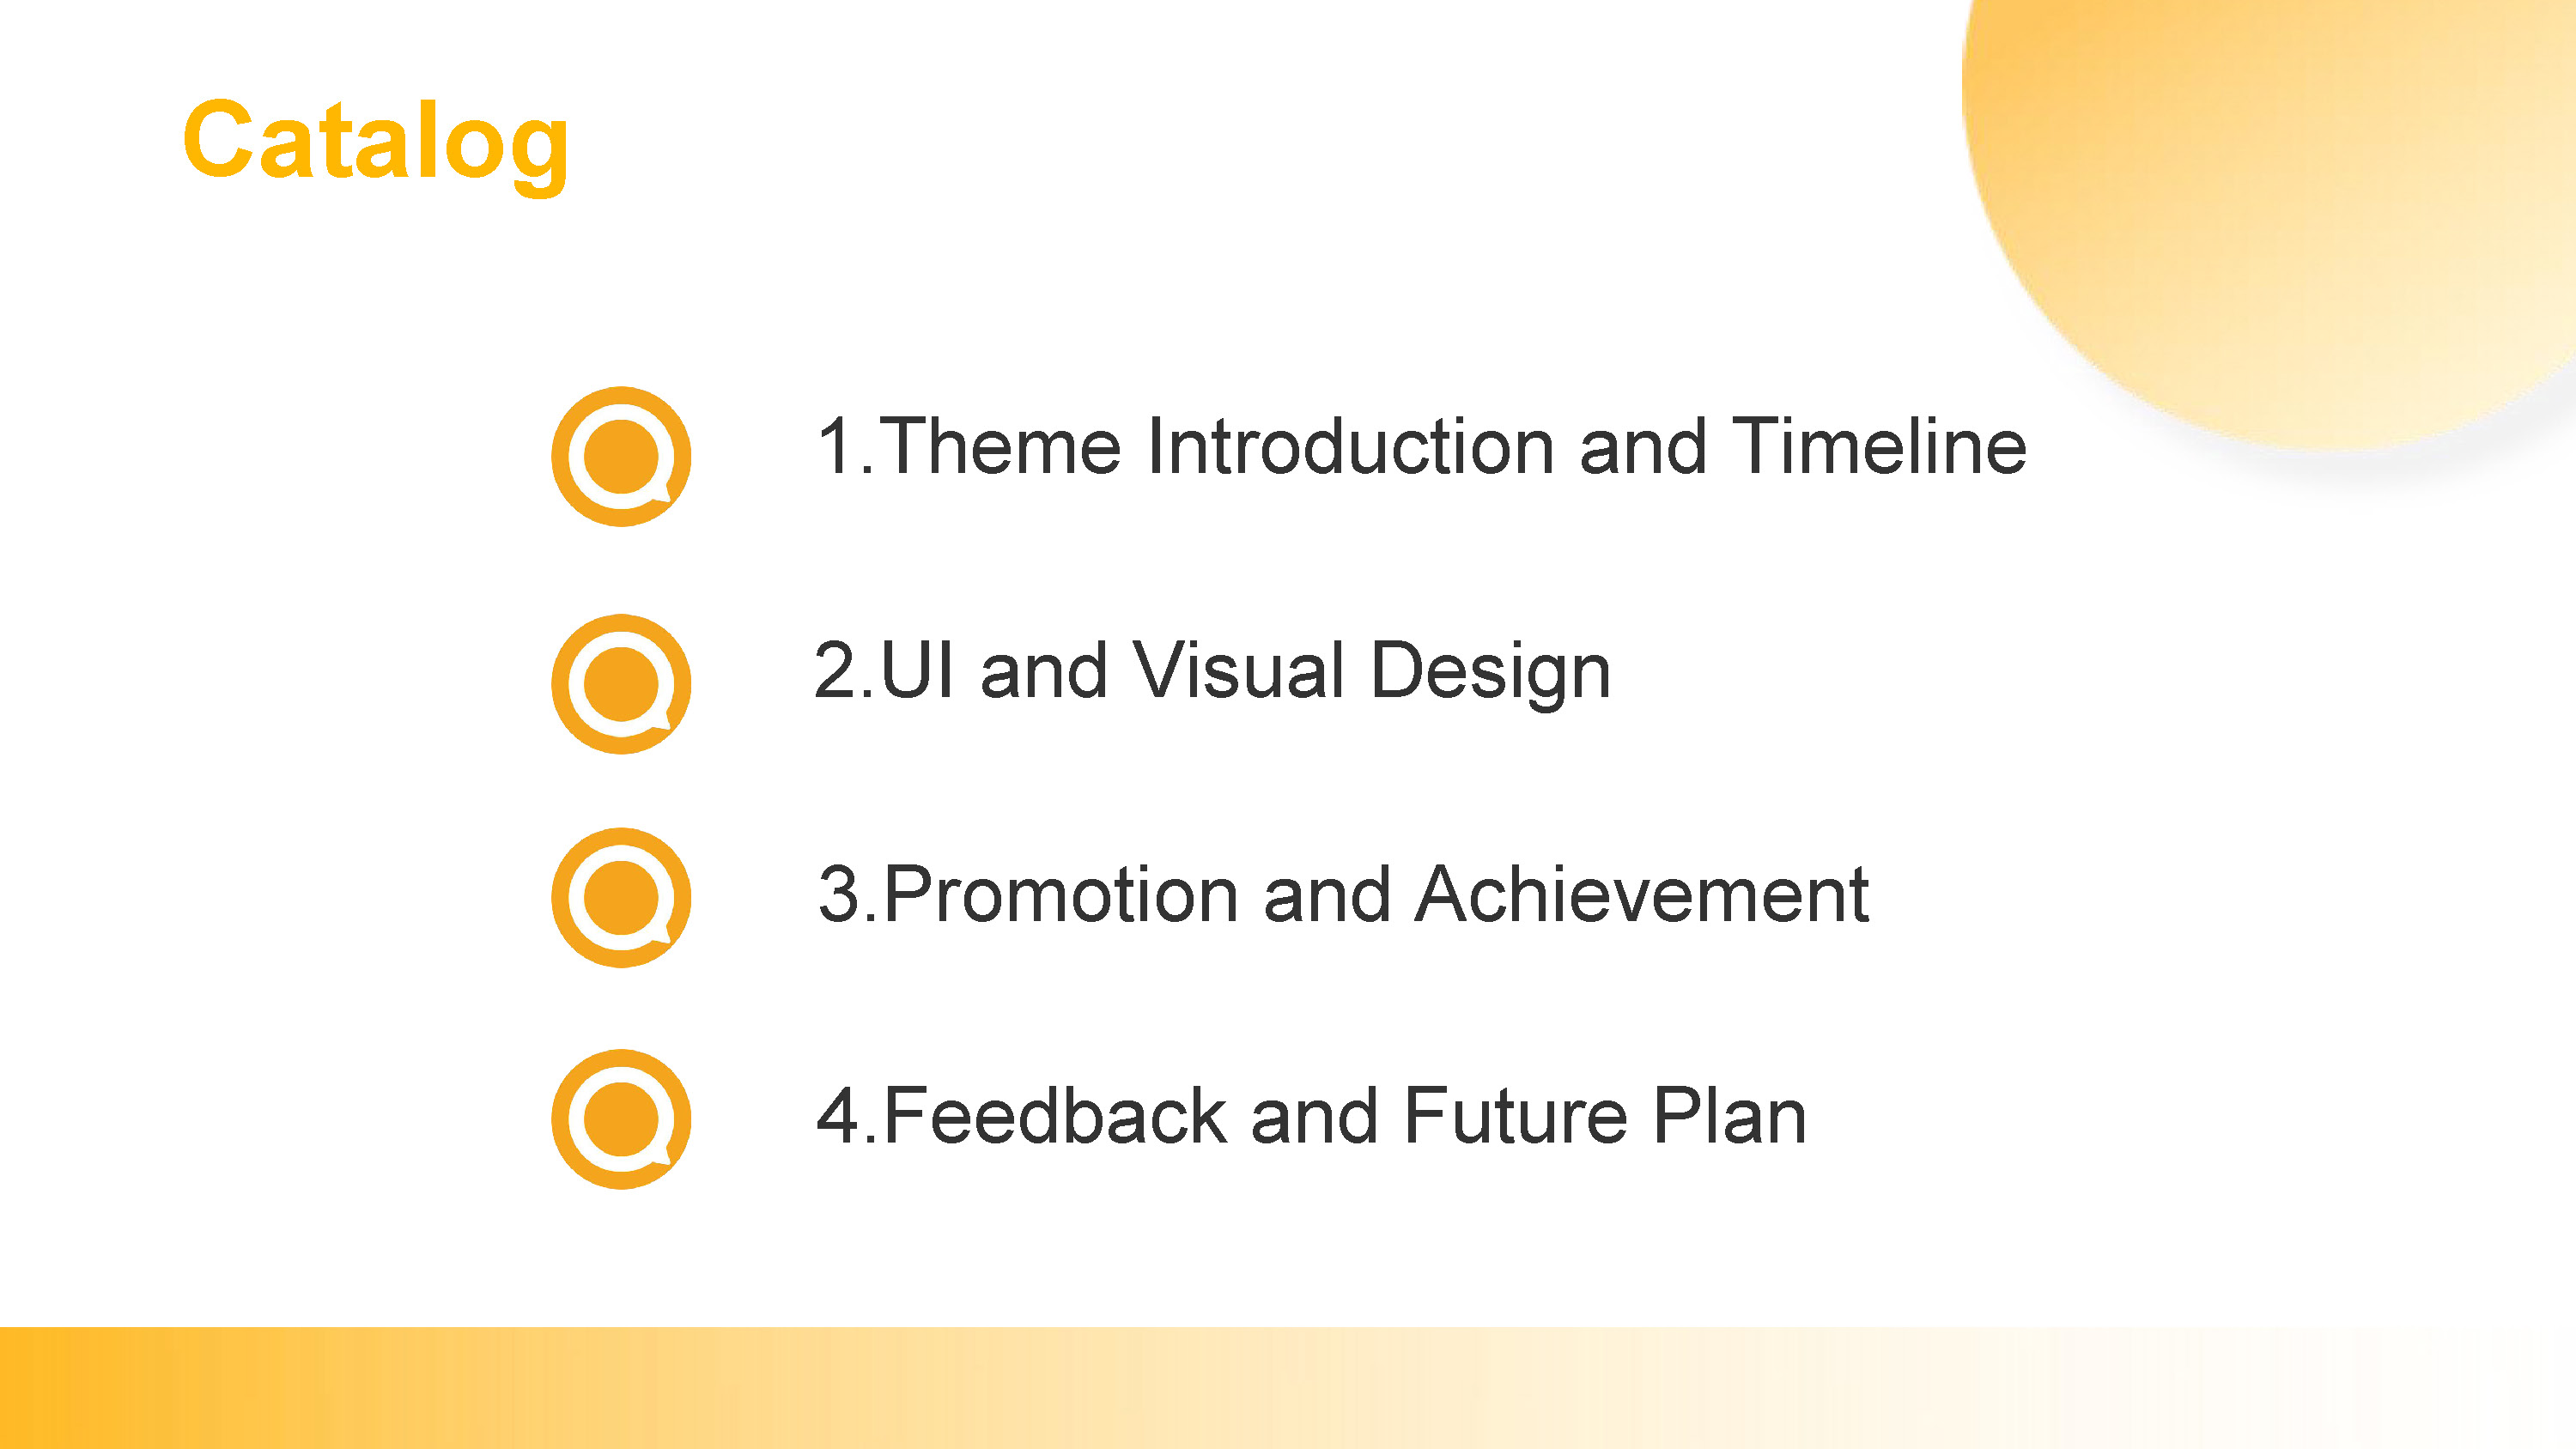 Catalog
1.Theme Introduction and Timeline
2.UI and Visual Design
3.Promotion and Achievement
4.Feedback and Future Plan